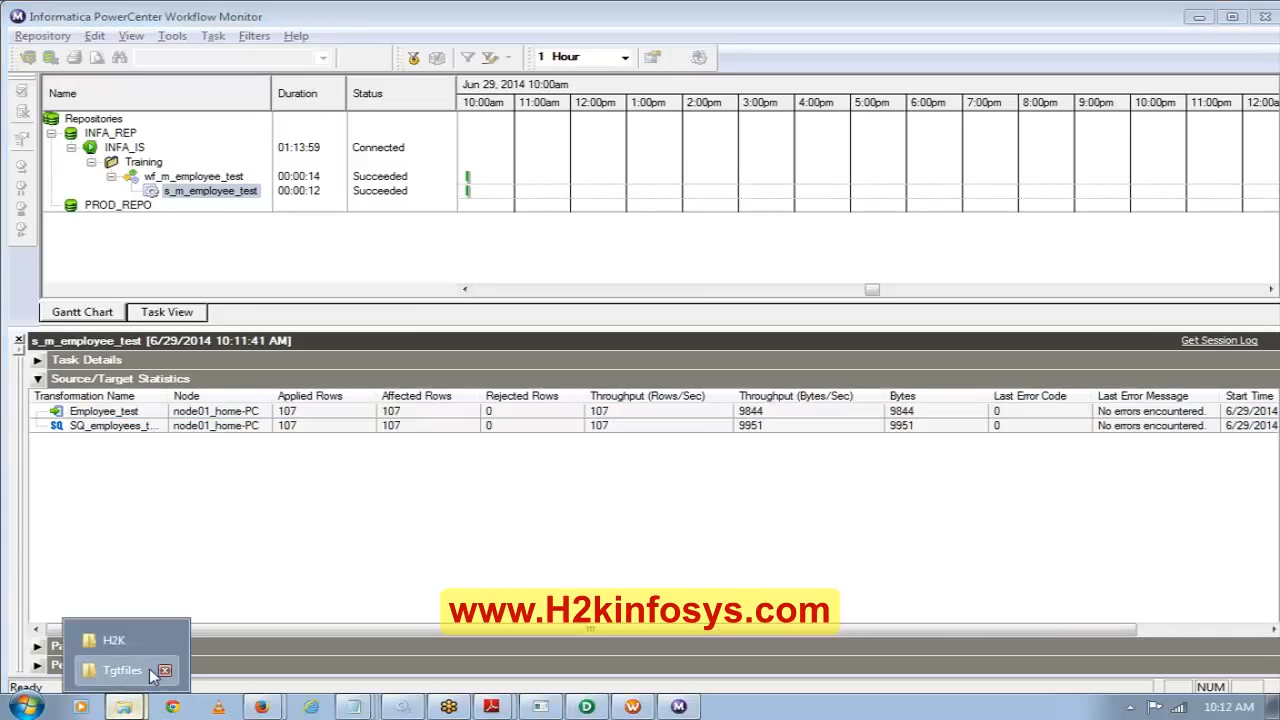 Informatica PowerCenter Workflow Monitor
Repository Edit View Tools Task Filters Help
1 Hour
Name Duration Status Jun 29, 2014 10:00am
10:00am 11:00am 12:00pm 1:00pm 2:00pm 3:00pm 4:00pm 5:00pm 6:00pm 7:00pm 8:00pm 9:00pm 10:00pm 11:00pm 12:00a
Repositories
INFA_REP
INFA_IS 01:13:59 Connected
Training
wf_m_employee_test 00:00:14 Succeeded
s_m_employee_test 00:00:12 Succeeded
PROD_REPO
Gantt Chart Task View
s_m_employee_test [6/29/2014 10:11:41 AM] Get Session Log
Task Details
Source/Target Statistics
Transformation Name Node Applied Rows Affected Rows Rejected Rows Throughput (Rows/Sec) Throughput (Bytes/Sec) Bytes Last Error Code Last Error Message Start Time
Employee_test node01_home-PC 107 107 0 107 9844 9844 0 No errors encountered. 6/29/2014
SQ_employees_t... node01_home-PC 107 107 0 107 9951 9951 0 No errors encountered. 6/29/2014
www.H2kinfosys.com
H2K
Pa
Tgtfiles
Pe
Ready NUM
10:12 AM